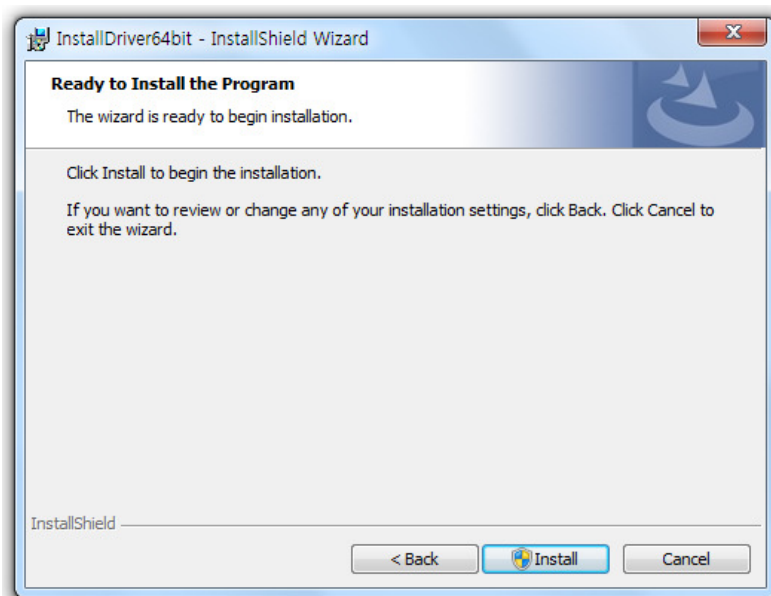 InstallDriver64bit - InstallShield Wizard
Ready to Install the Program
The wizard is ready to begin installation.
Click Install to begin the installation.
If you want to review or change any of your installation settings, click Back. Click Cancel to
exit the wizard.
InstallShield
< Back
Install
Cancel